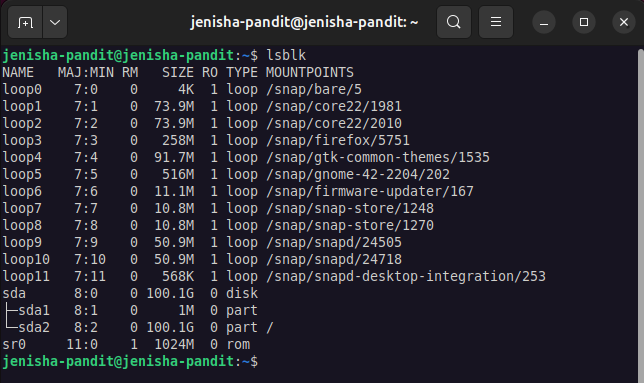 jenisha-pandit@jenisha-pandit: ~
jenisha-pandit@jenisha-pandit:~$ lsblk
NAME   MAJ:MIN RM   SIZE RO TYPE MOUNTPOINTS
loop0    7:0    0     4K  1 loop /snap/bare/5
loop1    7:1    0  73.9M  1 loop /snap/core22/1981
loop2    7:2    0  73.9M  1 loop /snap/core22/2010
loop3    7:3    0   258M  1 loop /snap/firefox/5751
loop4    7:4    0  91.7M  1 loop /snap/gtk-common-themes/1535
loop5    7:5    0   516M  1 loop /snap/gnome-42-2204/202
loop6    7:6    0  11.1M  1 loop /snap/firmware-updater/167
loop7    7:7    0  10.8M  1 loop /snap/snap-store/1248
loop8    7:8    0  10.8M  1 loop /snap/snap-store/1270
loop9    7:9    0  50.9M  1 loop /snap/snapd/24505
loop10   7:10   0  50.9M  1 loop /snap/snapd/24718
loop11   7:11   0   568K  1 loop /snap/snapd-desktop-integration/253
sda      8:0    0 100.1G  0 disk
├─sda1   8:1    0     1M  0 part
└─sda2   8:2    0 100.1G  0 part /
sr0     11:0    1  1024M  0 rom
jenisha-pandit@jenisha-pandit:~$